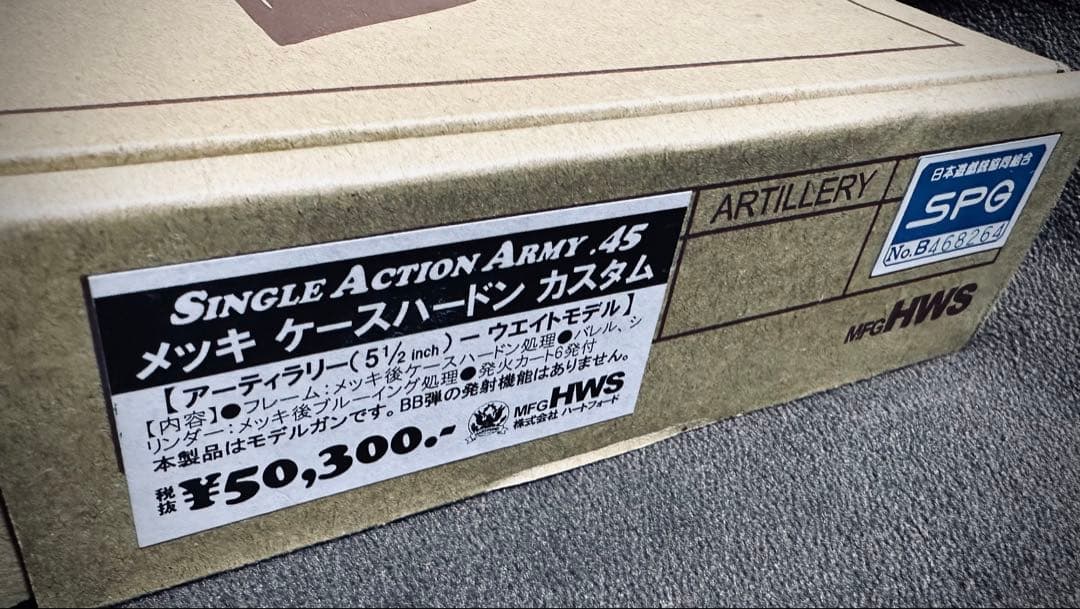 SINGLE ACTION ARMY .45
メッキ ケースハードン カスタム
【アーティラリー(5 1/2 inch) − ウエイトモデル】
【内容】●フレーム:メッキ後ケースハードン処理●バレル、シ
リンダー:メッキ後ブルーイング処理●発火カート6発付
本製品はモデルガンです。BB弾の発射機能はありません。
税抜 ¥50,300.-
MFG HWS
株式会社 ハートフォード
ARTILLERY
日本遊戯銃協同組合
SPG
No.B468264
MFG HWS